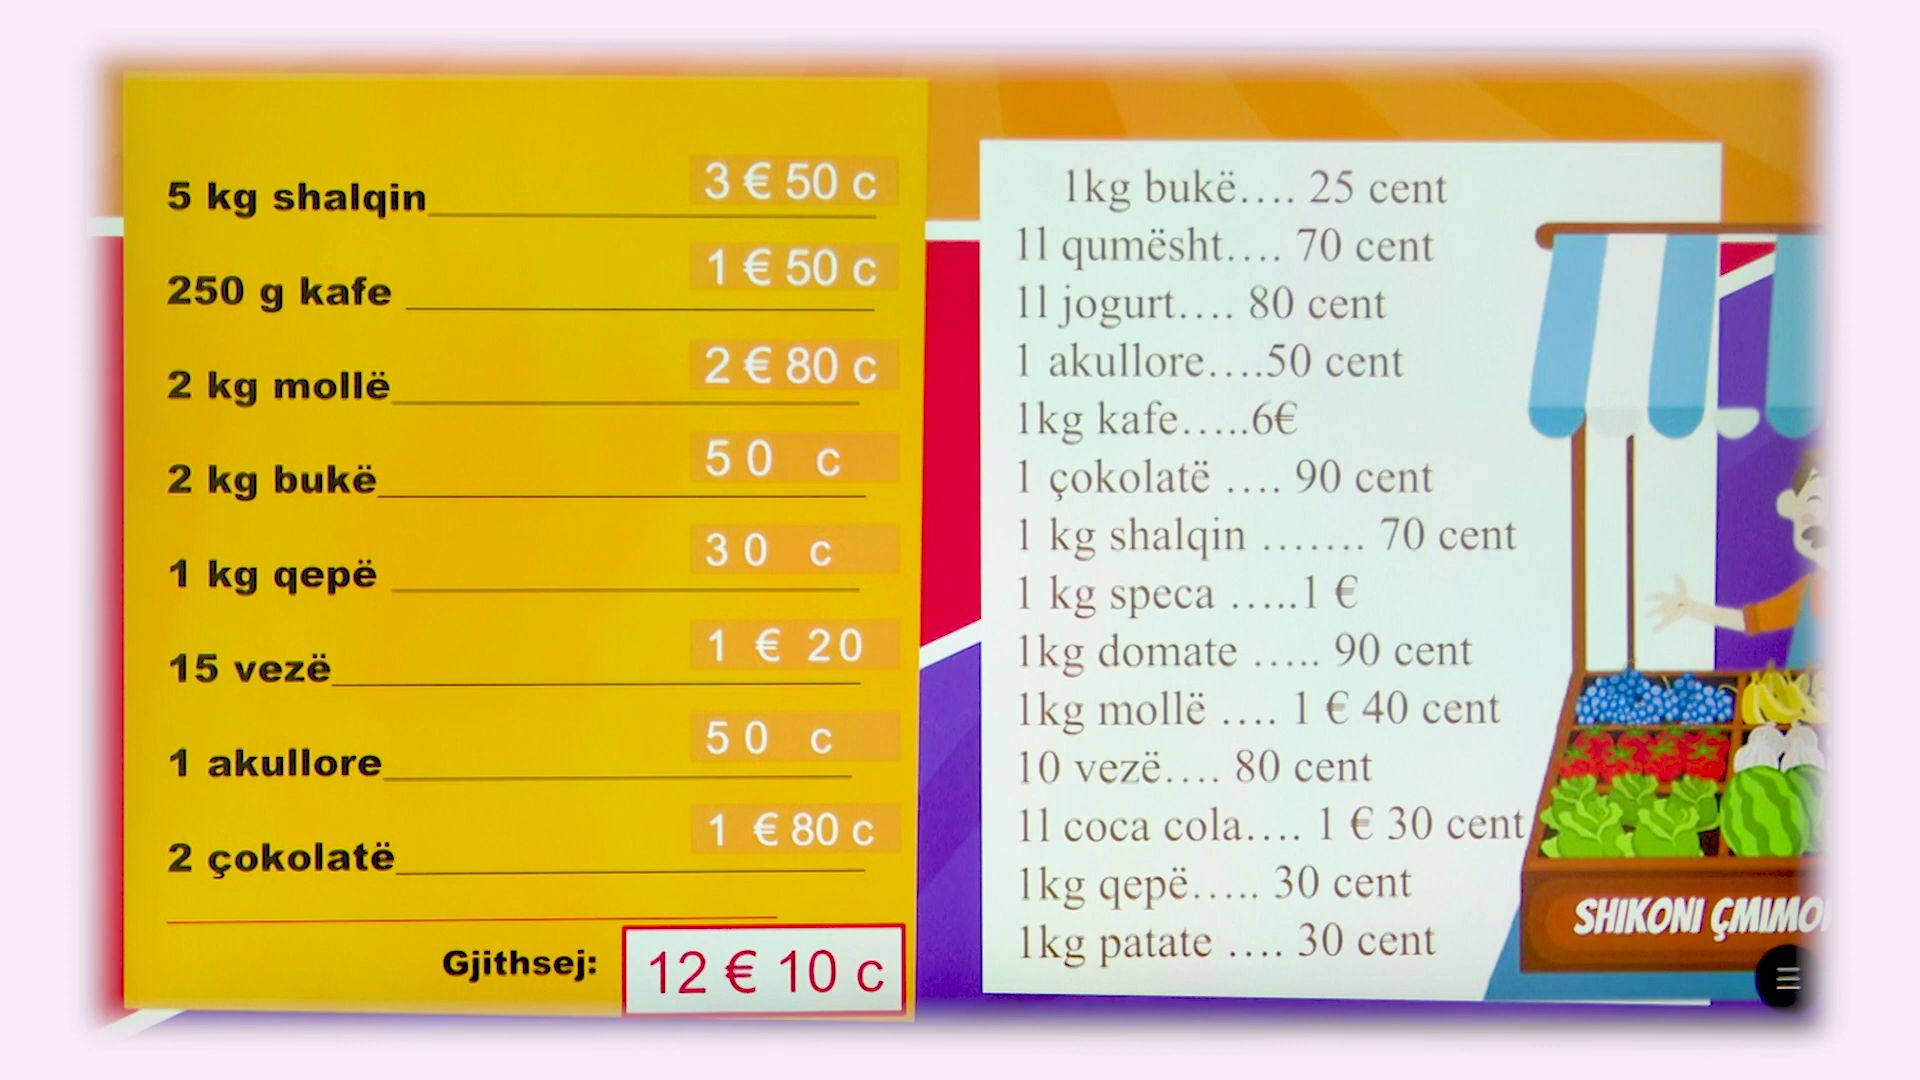 5 kg shalqin 3 € 50 c
250 g kafe 1 € 50 c
2 kg mollë 2 € 80 c
2 kg bukë 50 c
1 kg qepë 30 c
15 vezë 1 € 20
1 akullore 50 c
2 çokolatë 1 € 80 c
Gjithsej: 12 € 10 c
1kg bukë.... 25 cent
1l qumësht.... 70 cent
1l jogurt.... 80 cent
1 akullore....50 cent
1kg kafe.....6€
1 çokolatë .... 90 cent
1 kg shalqin ....... 70 cent
1 kg speca .....1 €
1kg domate ..... 90 cent
1kg mollë .... 1 € 40 cent
10 vezë.... 80 cent
1l coca cola.... 1 € 30 cent
1kg qepë..... 30 cent
1kg patate .... 30 cent
SHIKONI